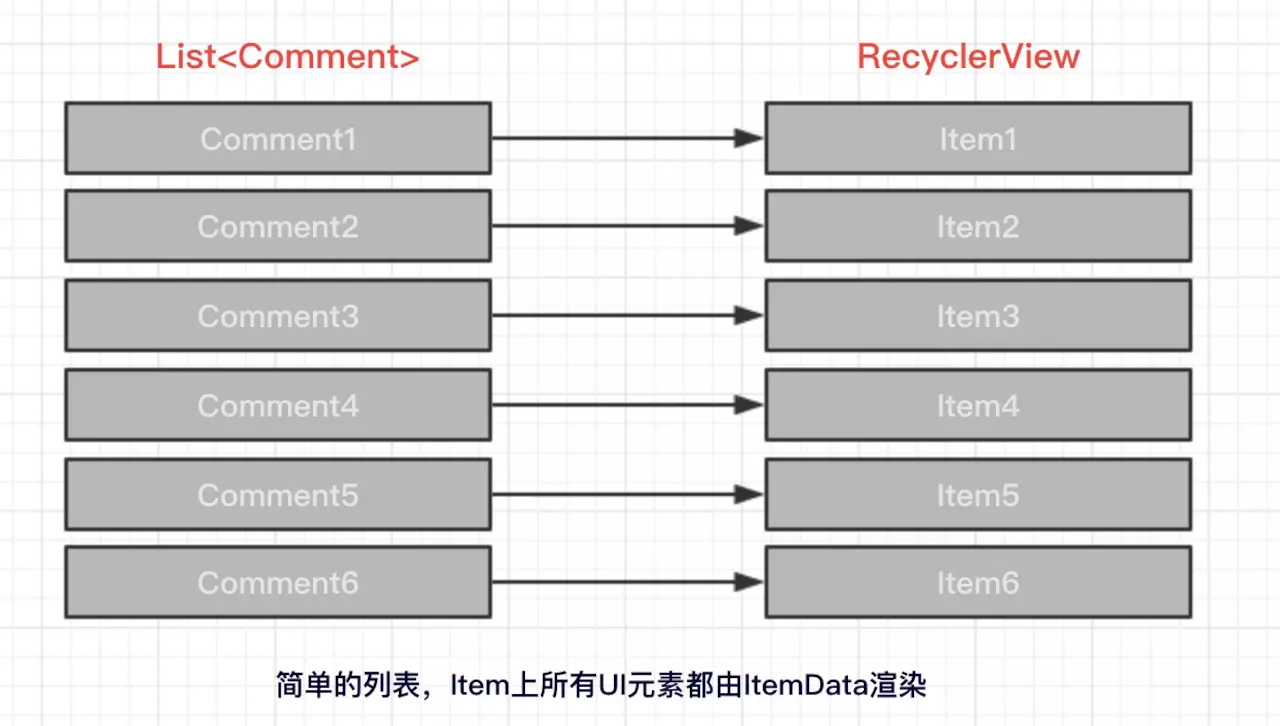 List<Comment> RecyclerView
Comment1 Item1
Comment2 Item2
Comment3 Item3
Comment4 Item4
Comment5 Item5
Comment6 Item6
简单的列表，Item上所有UI元素都由ItemData渲染